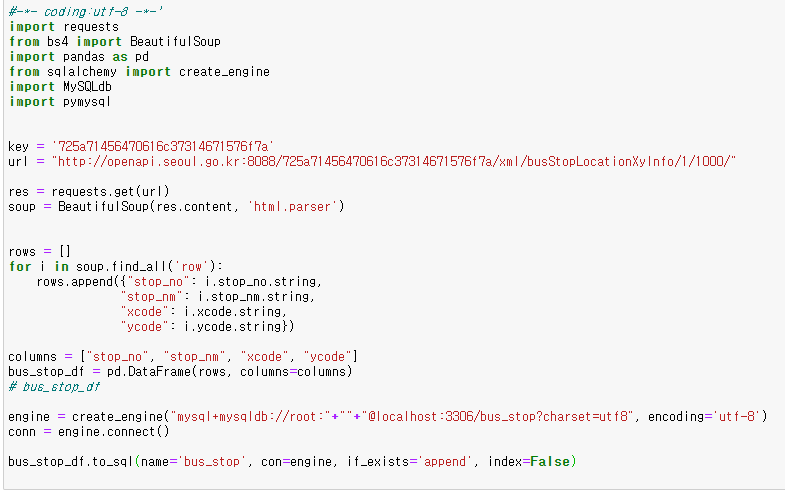 #-*- coding:utf-8 -*-'
import requests
from bs4 import BeautifulSoup
import pandas as pd
from sqlalchemy import create_engine
import MySQLdb
import pymysql
key = '725a71456470616c37314671576f7a'
url = "http://openapi.seoul.go.kr:8088/725a71456470616c37314671576f7a/xml/busStopLocationXyInfo/1/1000/"
res = requests.get(url)
soup = BeautifulSoup(res.content, 'html.parser')
rows = []
for i in soup.find_all('row'):
    rows.append({"stop_no": i.stop_no.string,
                 "stop_nm": i.stop_nm.string,
                 "xcode": i.xcode.string,
                 "ycode": i.ycode.string})
columns = ["stop_no", "stop_nm", "xcode", "ycode"]
bus_stop_df = pd.DataFrame(rows, columns=columns)
# bus_stop_df
engine = create_engine("mysql+mysqldb://root:"+""+"@localhost:3306/bus_stop?charset=utf8", encoding='utf-8')
conn = engine.connect()
bus_stop_df.to_sql(name='bus_stop', con=engine, if_exists='append', index=False)